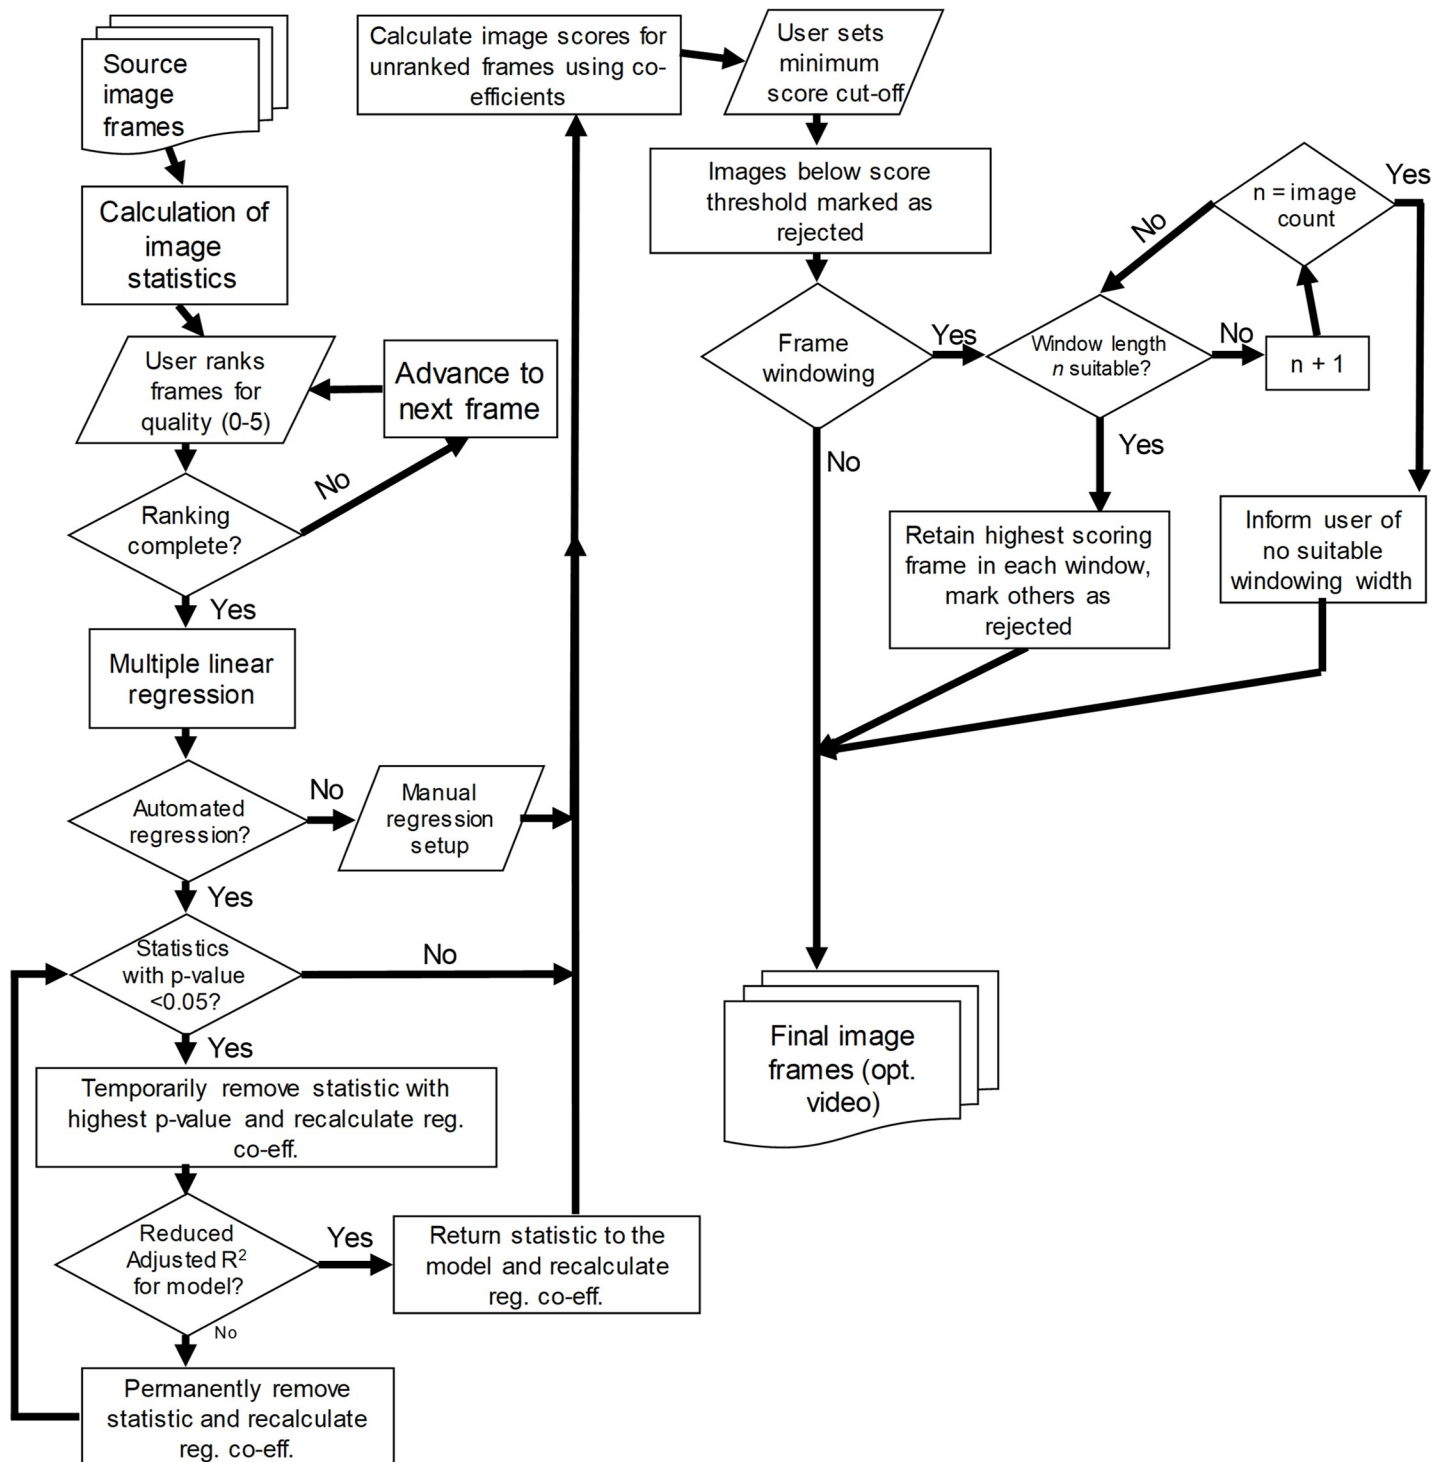 Source
image
frames
Calculation of
image
statistics
User ranks
frames for
quality (0-5)
Advance to
next frame
No
Ranking
complete?
Yes
Multiple linear
regression
Automated
regression?
No
Manual
regression
setup
Yes
Statistics
with p-value
<0.05?
No
Yes
Temporarily remove statistic with
highest p-value and recalculate reg.
co-eff.
Reduced
Adjusted R²
for model?
Yes
Return statistic to the
model and recalculate
reg. co-eff.
No
Permanently remove
statistic and recalculate
reg. co-eff.
Calculate image scores for
unranked frames using co-
efficients
User sets
minimum
score cut-off
Images below score
threshold marked as
rejected
Frame
windowing
Yes
No
Window length
n suitable?
No
n + 1
n = image
count
No
Yes
Yes
Retain highest scoring
frame in each window,
mark others as
rejected
Inform user of
no suitable
windowing width
Final image
frames (opt.
video)